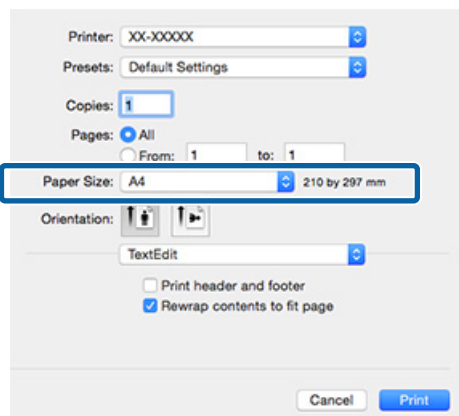 Printer: XX-XXXXX
Presets: Default Settings
Copies: 1
Pages: All
From: 1 to: 1
Paper Size: A4 210 by 297 mm
Orientation:
TextEdit
Print header and footer
Rewrap contents to fit page
Cancel Print